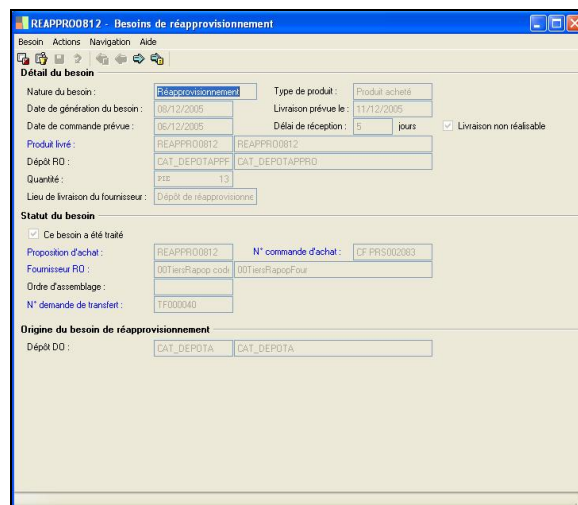 REAPPRO0812 - Besoins de réapprovisionnement
Besoin Actions Navigation Aide
Détail du besoin
Nature du besoin : Réapprovisionnement Type de produit : Produit acheté
Date de génération du besoin : 08/12/2005 Livraison prévue le : 11/12/2005
Date de commande prévue : 06/12/2005 Délai de réception : 5 jours Livraison non réalisable
Produit livré : REAPPRO0812 REAPPRO0812
Dépôt RO : CAT_DEPOTAPPF CAT_DEPOTAPPRO
Quantité : PIE 13
Lieu de livraison du fournisseur : Dépôt de réapprovisionne
Statut du besoin
Ce besoin a été traité
Proposition d'achat : REAPPRO0812 N° commande d'achat : CF PRS002083
Fournisseur RO : 00TiersRapop code 00TiersRapopFour
Ordre d'assemblage :
N° demande de transfert : TF000040
Origine du besoin de réapprovisionnement
Dépôt DO : CAT_DEPOTA CAT_DEPOTA